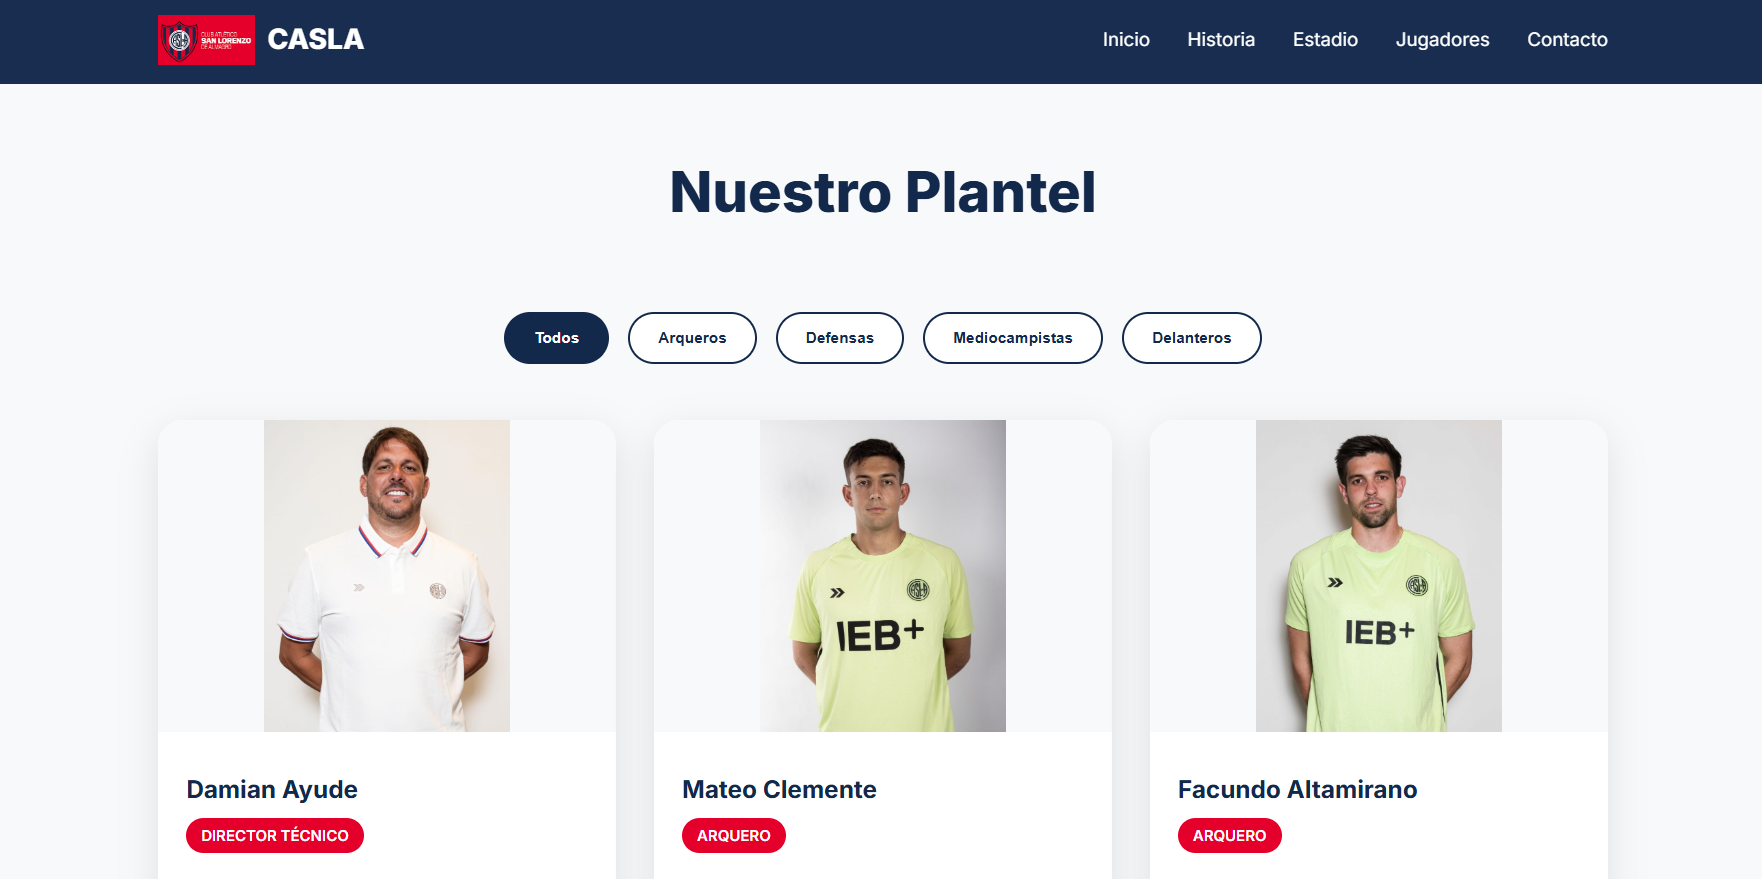 CLUB ATLÉTICO
SAN LORENZO
DE ALMAGRO
CASLA
Inicio
Historia
Estadio
Jugadores
Contacto
Nuestro Plantel
Todos
Arqueros
Defensas
Mediocampistas
Delanteros
IEB+
IEB+
Damian Ayude
Mateo Clemente
Facundo Altamirano
DIRECTOR TÉCNICO
ARQUERO
ARQUERO